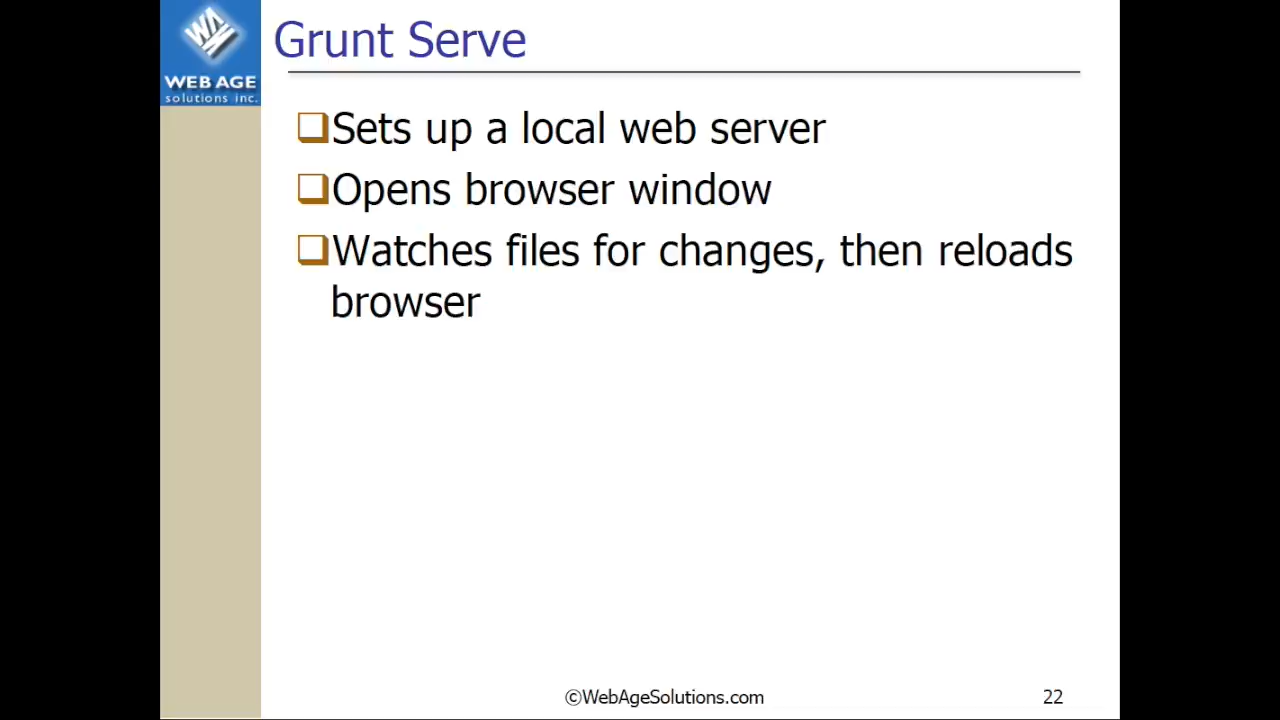 WEB AGE
solutions inc.
Grunt Serve
Sets up a local web server
Opens browser window
Watches files for changes, then reloads
browser
©WebAgeSolutions.com
22